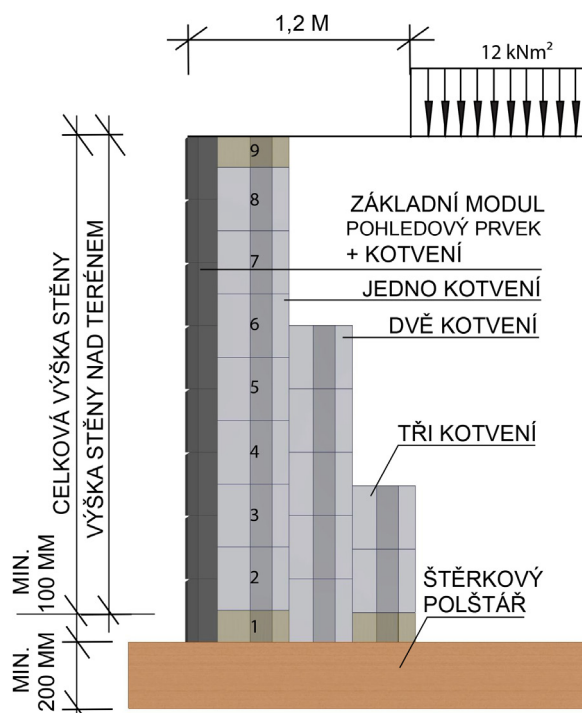 1,2 M
12 kNm²
9
8
7
6
5
4
3
2
1
ZÁKLADNÍ MODUL
POHLEDOVÝ PRVEK
+ KOTVENÍ
JEDNO KOTVENÍ
DVĚ KOTVENÍ
TŘI KOTVENÍ
ŠTĚRKOVÝ
POLŠTÁŘ
CELKOVÁ VÝŠKA STĚNY
VÝŠKA STĚNY NAD TERÉNEM
MIN.
100 MM
MIN.
200 MM